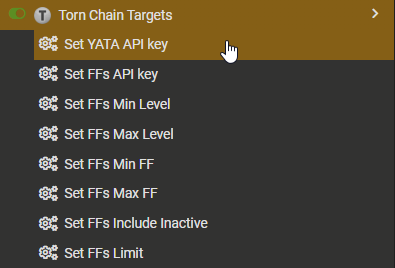 T Torn Chain Targets
Set YATA API key
Set FFs API key
Set FFs Min Level
Set FFs Max Level
Set FFs Min FF
Set FFs Max FF
Set FFs Include Inactive
Set FFs Limit